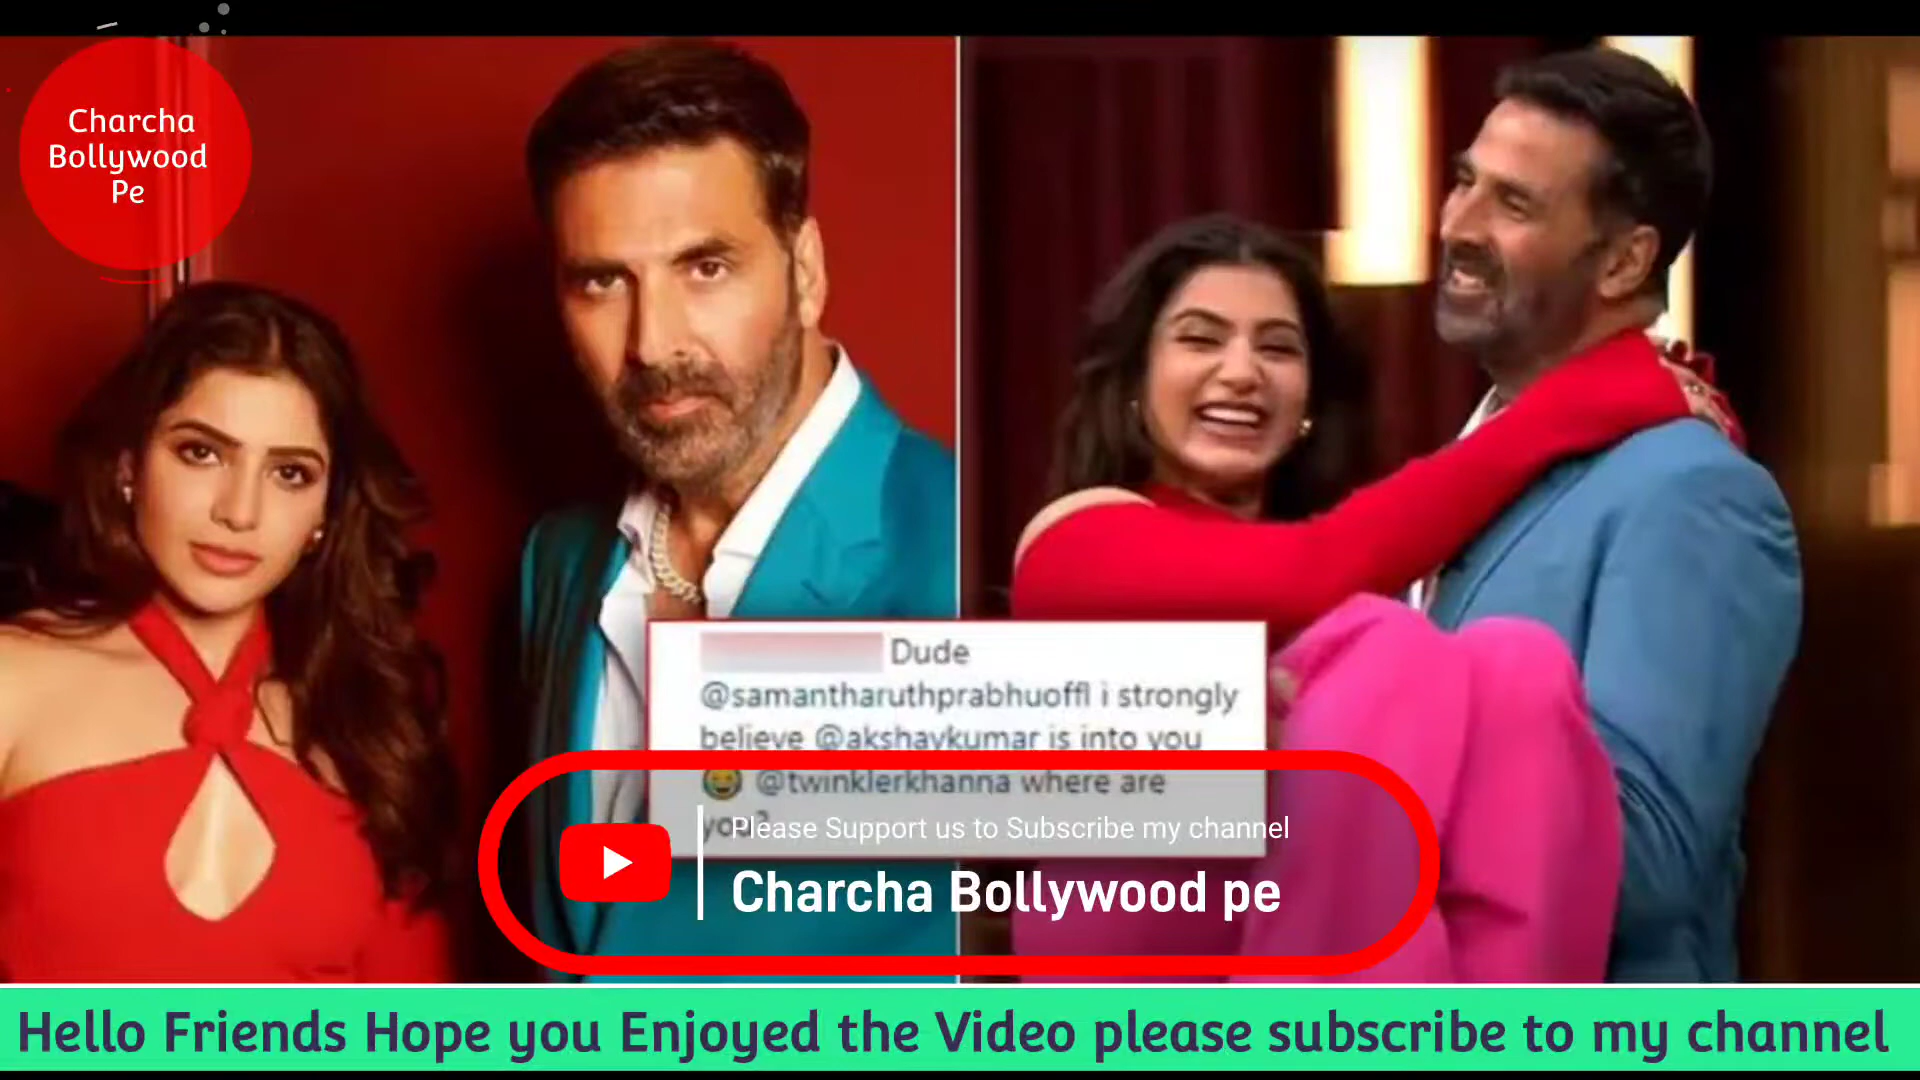 Charcha
Bollywood
Pe
Dude
@samantharuthprabhuoffl i strongly
believe @akshaykumar is into you
@twinklerkhanna where are
you?
Please Support us to Subscribe my channel
Charcha Bollywood pe
Hello Friends Hope you Enjoyed the Video please subscribe to my channel